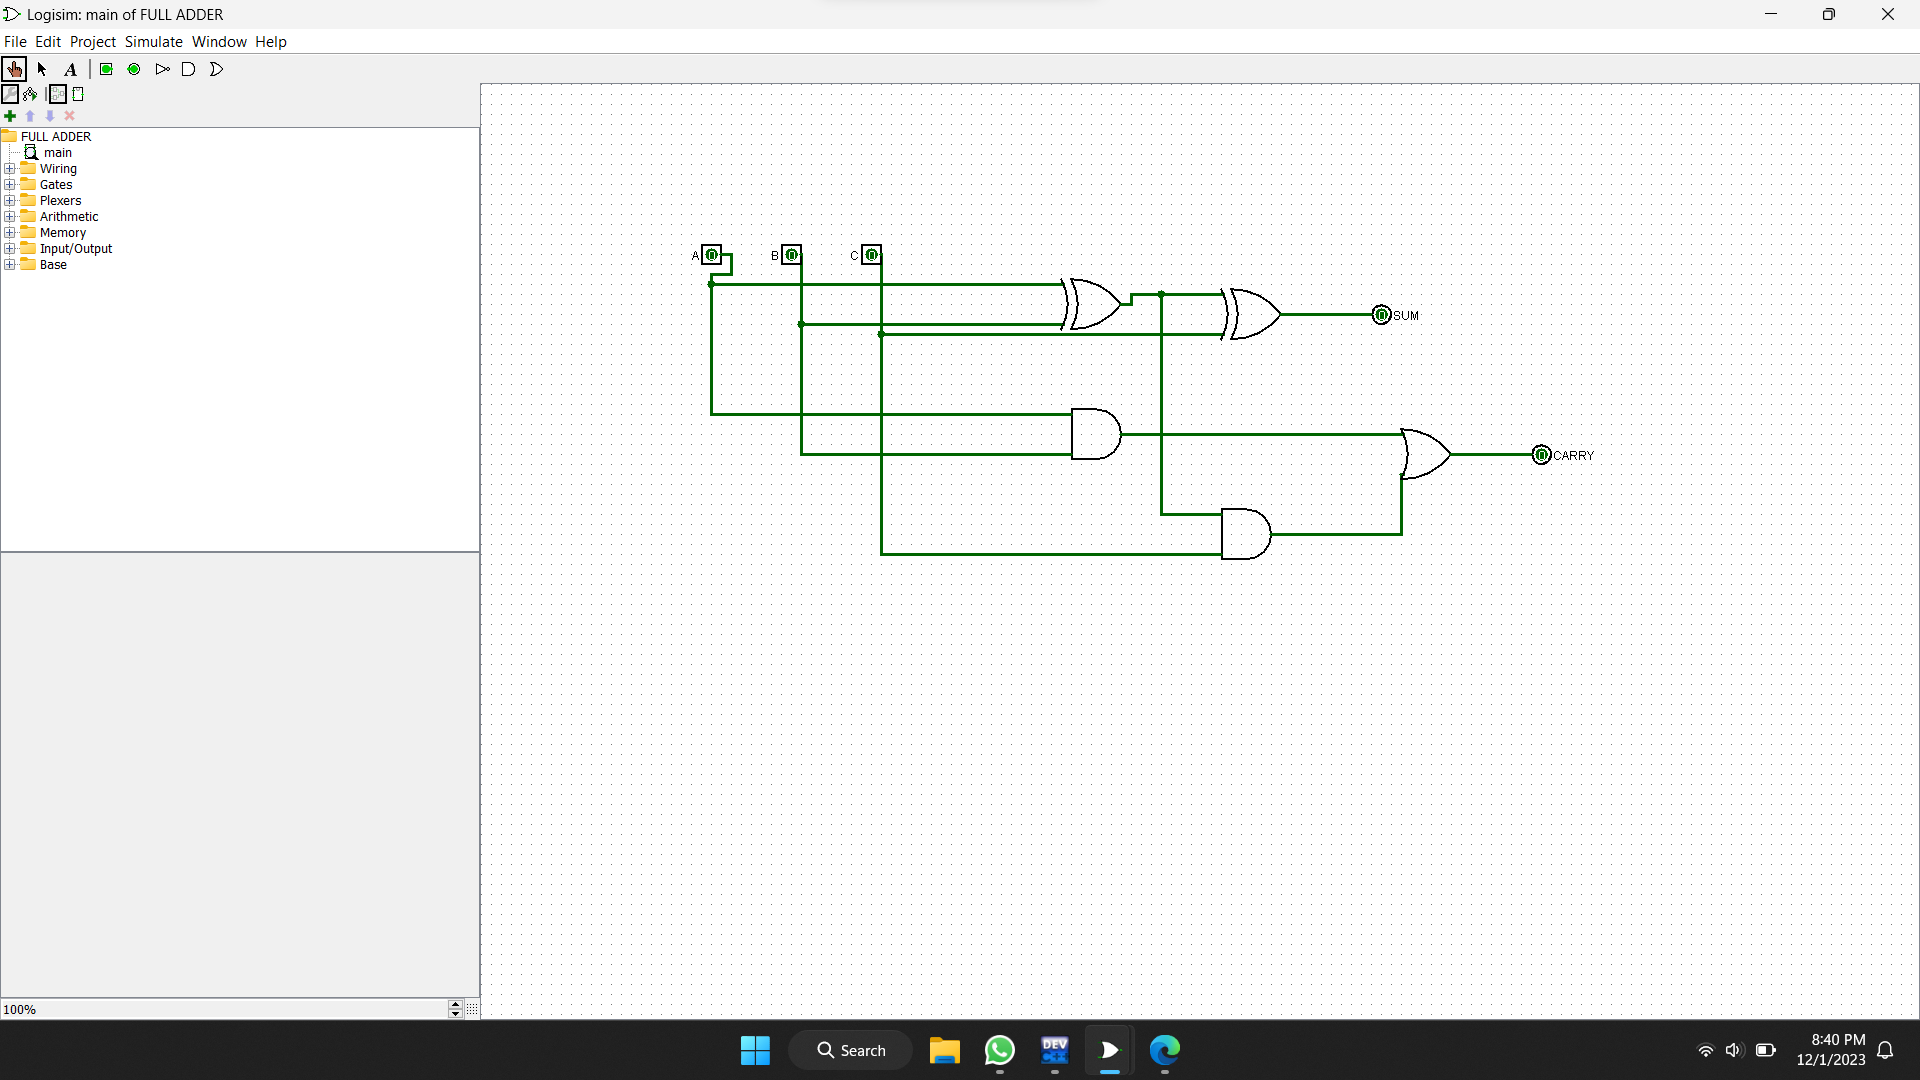 Logisim: main of FULL ADDER
File Edit Project Simulate Window Help
A
FULL ADDER
main
Wiring
Gates
Plexers
Arithmetic
Memory
Input/Output
Base
A 0 B 0 C 0
0 SUM
0 CARRY
100%
Search
DEV
C++
8:40 PM
12/1/2023